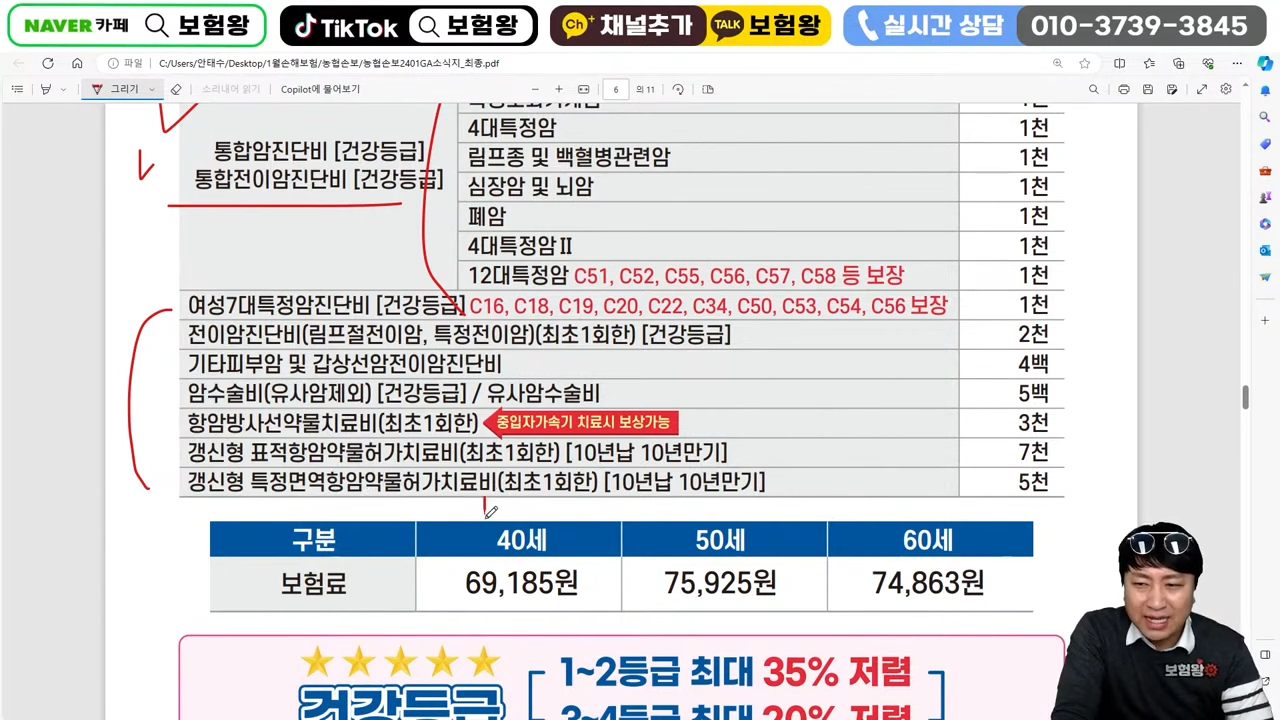 NAVER 카페 보험왕
TikTok 보험왕
Ch+ 채널추가 TALK 보험왕
실시간 상담 010-3739-3845
파일 C:/Users/안태수/Desktop/1월손해보험/농협손보/농협손보2401GA소식지_최종.pdf
그리기 소리내어 읽기 Copilot에 물어보기 6 의 11
통합암진단비 [건강등급]
통합전이암진단비 [건강등급]
4대특정암 1천
림프종 및 백혈병관련암 1천
심장암 및 뇌암 1천
폐암 1천
4대특정암Ⅱ 1천
12대특정암 C51, C52, C55, C56, C57, C58 등 보장 1천
여성7대특정암진단비 [건강등급] C16, C18, C19, C20, C22, C34, C50, C53, C54, C56 보장 1천
전이암진단비(림프절전이암, 특정전이암)(최초1회한) [건강등급] 2천
기타피부암 및 갑상선암전이암진단비 4백
암수술비(유사암제외) [건강등급] / 유사암수술비 5백
항암방사선약물치료비(최초1회한) 중입자가속기 치료시 보상가능 3천
갱신형 표적항암약물허가치료비(최초1회한) [10년납 10년만기] 7천
갱신형 특정면역항암약물허가치료비(최초1회한) [10년납 10년만기] 5천
구분 40세 50세 60세
보험료 69,185원 75,925원 74,863원
건강등급
1~2등급 최대 35% 저렴
3~4등급 최대 20% 저렴
보험왕